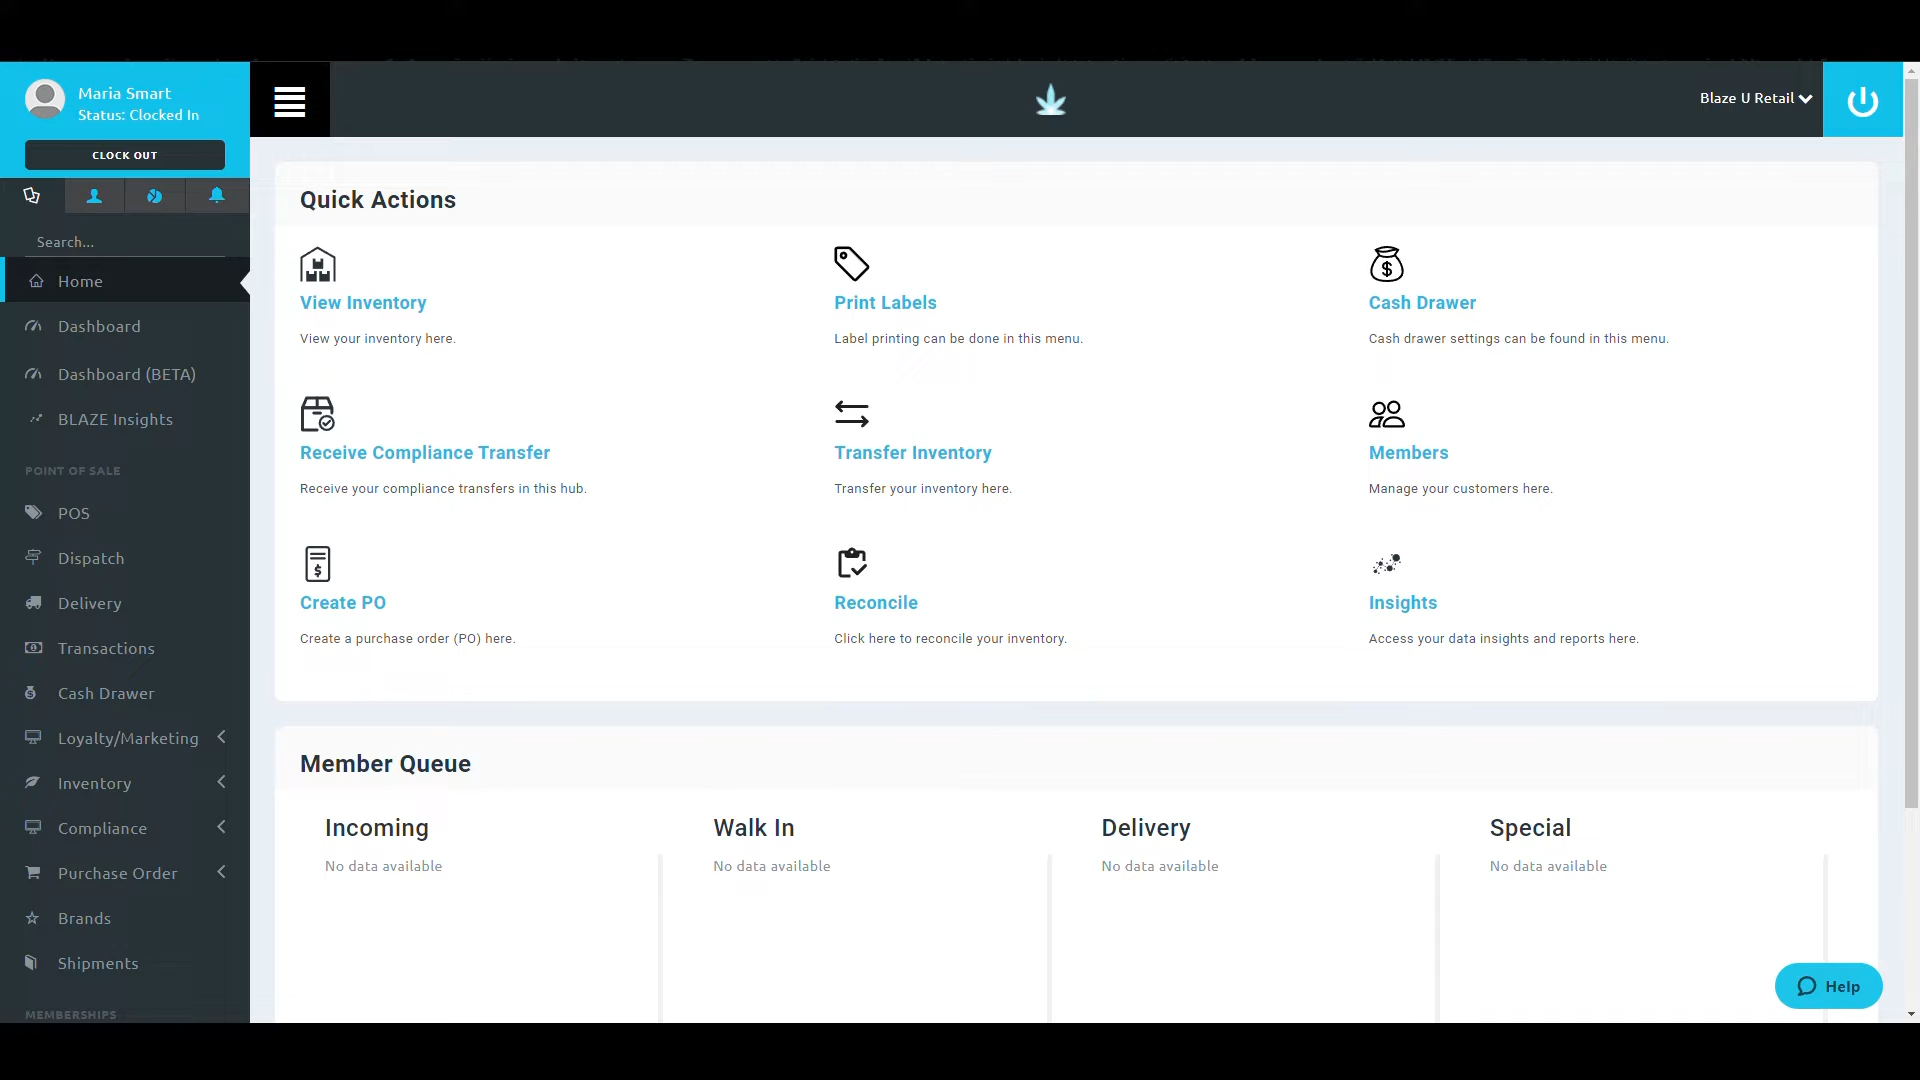 Maria Smart
Status: Clocked In
CLOCK OUT
Search...
Home
Dashboard
Dashboard (BETA)
BLAZE Insights
POINT OF SALE
POS
Dispatch
Delivery
Transactions
Cash Drawer
Loyalty/Marketing
Inventory
Compliance
Purchase Order
Brands
Shipments
MEMBERSHIPS
Blaze U Retail
Quick Actions
View Inventory
View your inventory here.
Print Labels
Label printing can be done in this menu.
Cash Drawer
Cash drawer settings can be found in this menu.
Receive Compliance Transfer
Receive your compliance transfers in this hub.
Transfer Inventory
Transfer your inventory here.
Members
Manage your customers here.
Create PO
Create a purchase order (PO) here.
Reconcile
Click here to reconcile your inventory.
Insights
Access your data insights and reports here.
Member Queue
Incoming
No data available
Walk In
No data available
Delivery
No data available
Special
No data available
Help